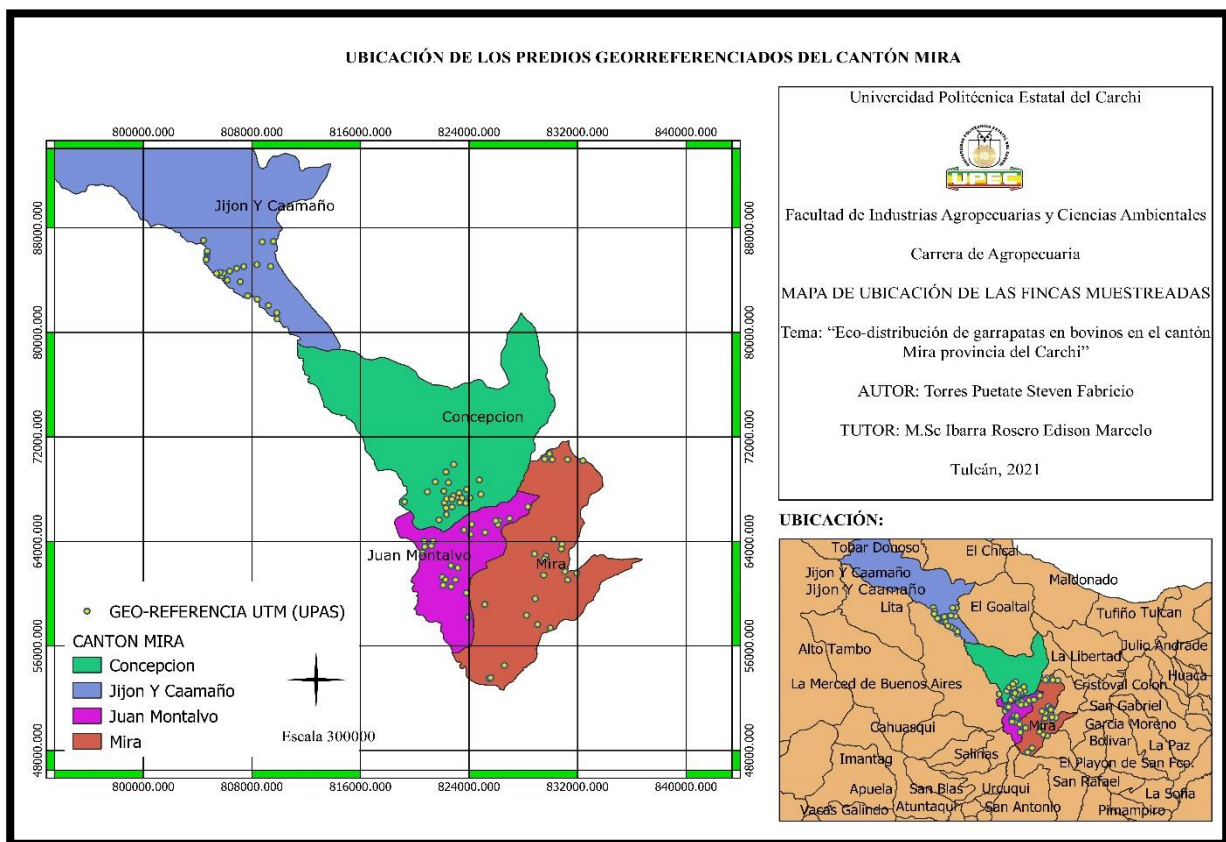 UBICACIÓN DE LOS PREDIOS GEORREFERENCIADOS DEL CANTÓN MIRA
800000.000 808000.000 816000.000 824000.000 832000.000 840000.000
88000.000 88000.000
80000.000 80000.000
72000.000 72000.000
64000.000 64000.000
56000.000 56000.000
48000.000 48000.000
Jijon Y Caamaño
Concepcion
Juan Montalvo
Mira
GEO-REFERENCIA UTM (UPAS)
CANTON MIRA
Concepcion
Jijon Y Caamaño
Juan Montalvo
Mira
Escala 300000
800000.000 808000.000 816000.000 824000.000 832000.000 840000.000
Univercidad Politécnica Estatal del Carchi
UPEC
Facultad de Industrias Agropecuarias y Ciencias Ambientales
Carrera de Agropecuaria
MAPA DE UBICACIÓN DE LAS FINCAS MUESTREADAS
Tema: “Eco-distribución de garrapatas en bovinos en el cantón
Mira provincia del Carchi”
AUTOR: Torres Puetate Steven Fabricio
TUTOR: M.Sc Ibarra Rosero Edison Marcelo
Tulcán, 2021
UBICACIÓN:
Tobar Donoso
El Chical
Jijon Y Caamaño
Maldonado
Jijon Y Caamaño
Lita
El Goaltal
Tufiño
Tulcan
Alto Tambo
La Libertad
Julio Andrade
La Merced de Buenos Aires
Cristoval Colon
Huaca
San Gabriel
Cahuasqui
Mira
Garcia Moreno
Salinas
Bolivar
La Paz
Imantag
El Playon de San Fco.
Apuela
San Blas
Urcuqui
San Rafael
La Sofia
Vacas Galindo
Atuntaqui
San Antonio
Pimampiro